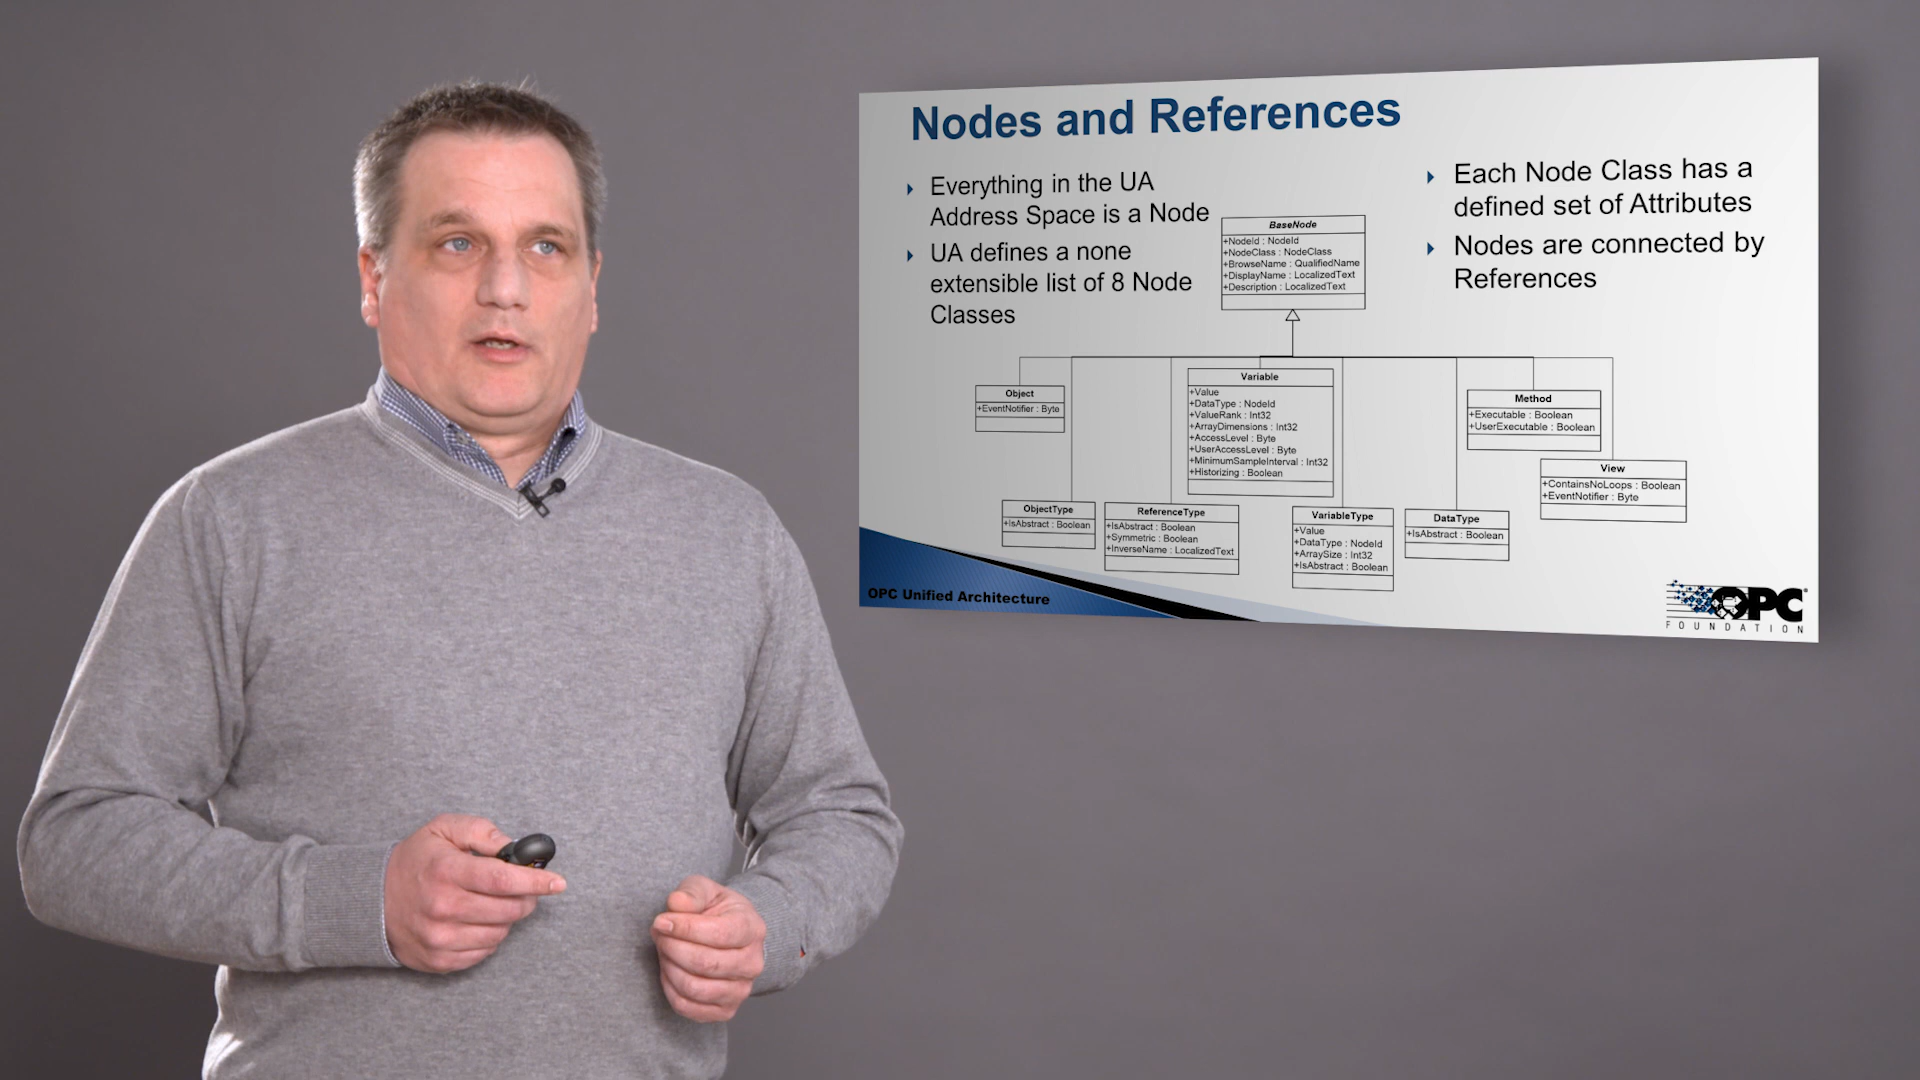 Nodes and References
Everything in the UA
Address Space is a Node
UA defines a none
extensible list of 8 Node
Classes
Each Node Class has a
defined set of Attributes
Nodes are connected by
References
BaseNode
+NodeId : NodeId
+NodeClass : NodeClass
+BrowseName : QualifiedName
+DisplayName : LocalizedText
+Description : LocalizedText
Object
+EventNotifier : Byte
Variable
+Value
+DataType : NodeId
+ValueRank : Int32
+ArrayDimensions : Int32
+AccessLevel : Byte
+UserAccessLevel : Byte
+MinimumSampleInterval : Int32
+Historizing : Boolean
Method
+Executable : Boolean
+UserExecutable : Boolean
View
+ContainsNoLoops : Boolean
+EventNotifier : Byte
ObjectType
+IsAbstract : Boolean
ReferenceType
+IsAbstract : Boolean
+Symmetric : Boolean
+InverseName : LocalizedText
VariableType
+Value
+DataType : NodeId
+ArraySize : Int32
+IsAbstract : Boolean
DataType
+IsAbstract : Boolean
OPC Unified Architecture
OPC
FOUNDATION